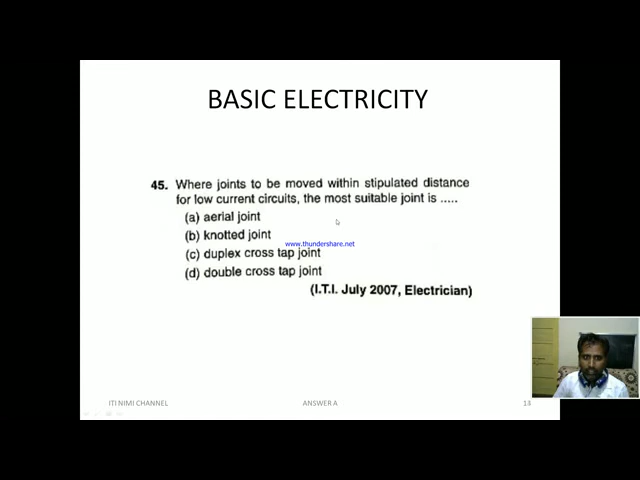 BASIC ELECTRICITY
45. Where joints to be moved within stipulated distance
for low current circuits, the most suitable joint is .....
(a) aerial joint
(b) knotted joint
www.thundershare.net
(c) duplex cross tap joint
(d) double cross tap joint
(I.T.I. July 2007, Electrician)
ITI NIMI CHANNEL
ANSWER A
14